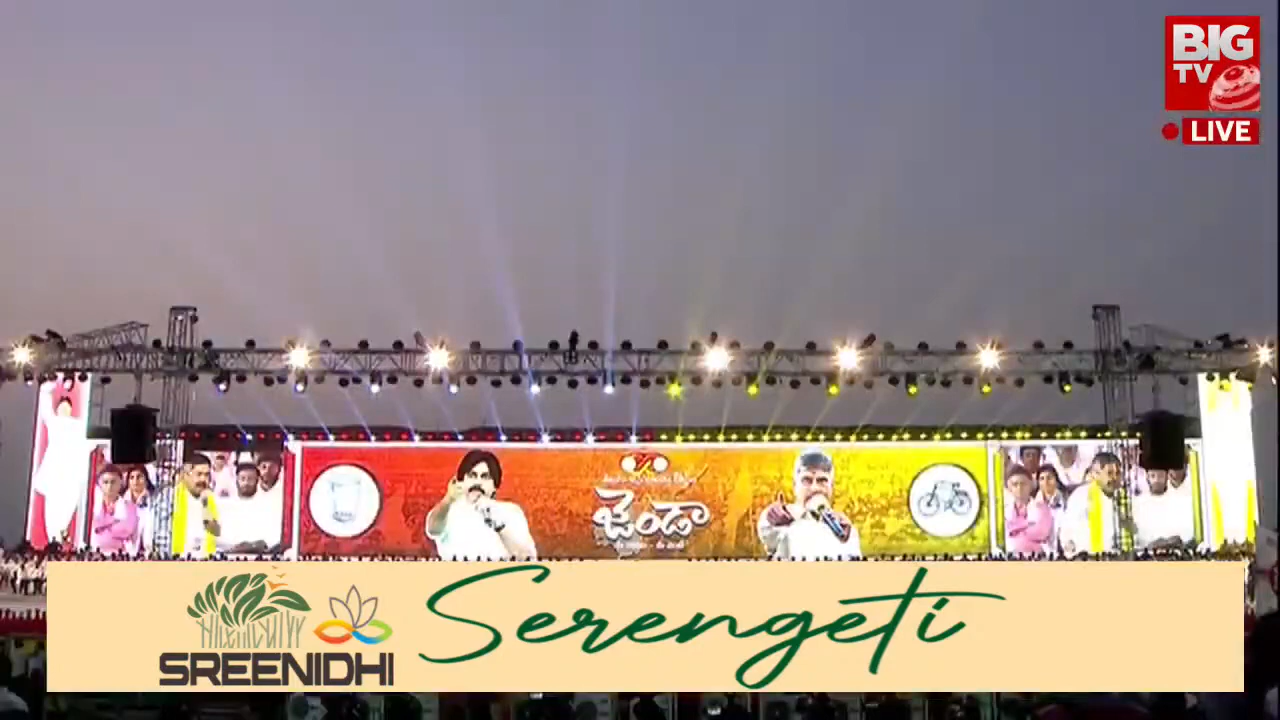 BIG
TV
LIVE
జెండా
SREENIDHI
Serengeti